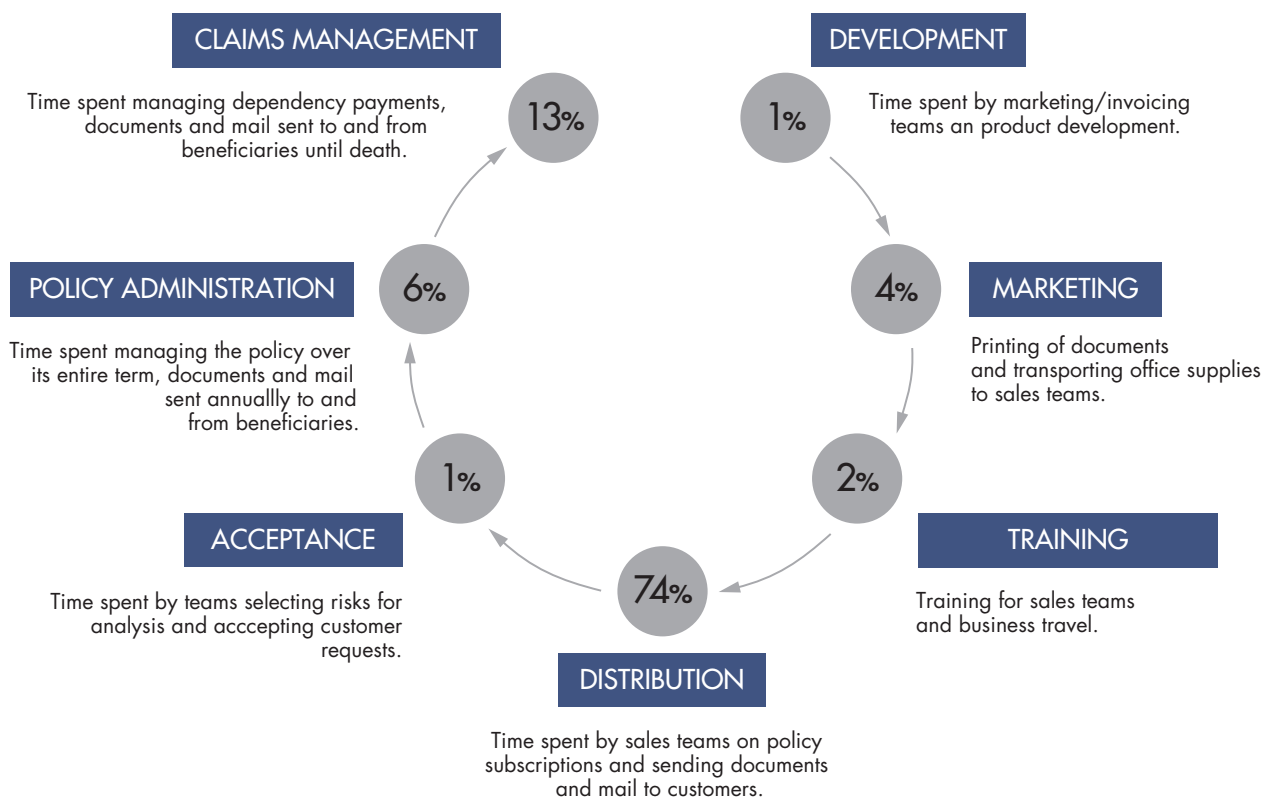 DEVELOPMENT
1%
Time spent by marketing/invoicing
teams an product development.
4%
MARKETING
Printing of documents
and transporting office supplies
to sales teams.
2%
TRAINING
Training for sales teams
and business travel.
74%
DISTRIBUTION
Time spent by sales teams on policy
subscriptions and sending documents
and mail to customers.
1%
ACCEPTANCE
Time spent by teams selecting risks for
analysis and acccepting customer
requests.
6%
POLICY ADMINISTRATION
Time spent managing the policy over
its entire term, documents and mail
sent annuallly to and
from beneficiaries.
13%
CLAIMS MANAGEMENT
Time spent managing dependency payments,
documents and mail sent to and from
beneficiaries until death.